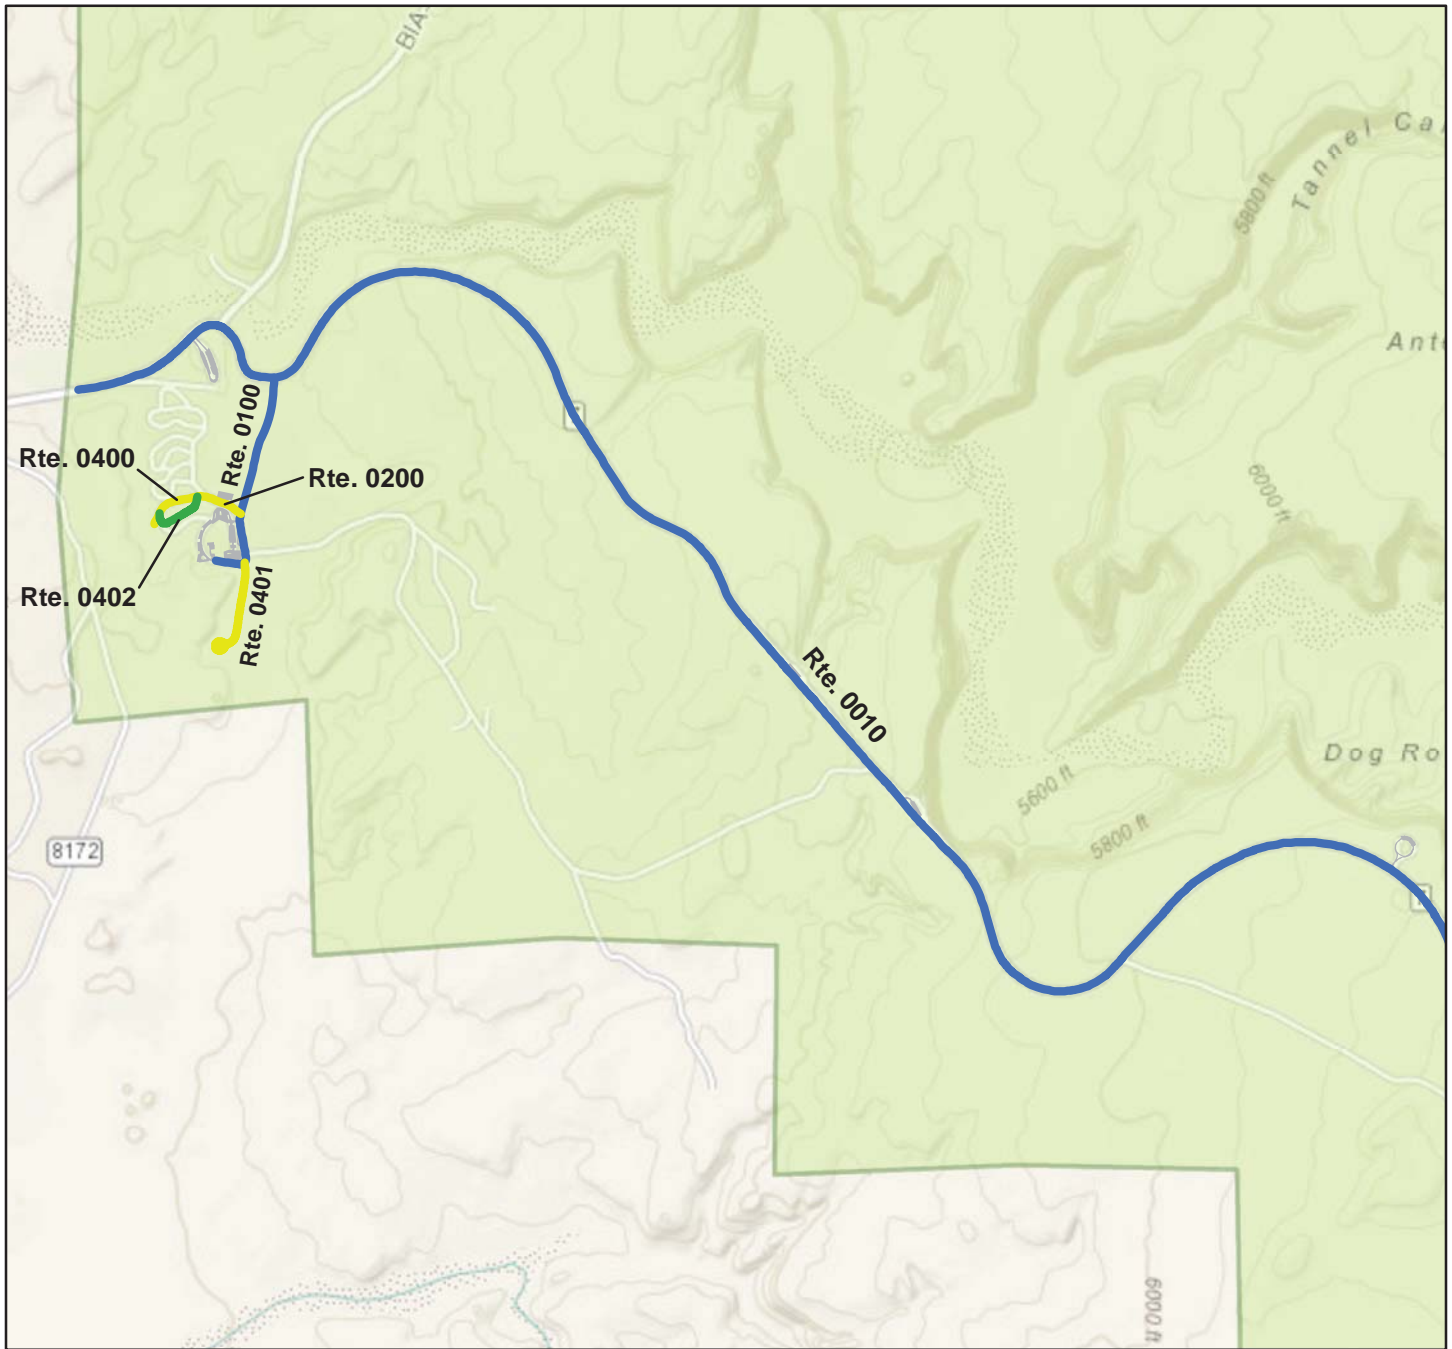 BIA-
Tannel Ca
5800 ft
Ant
Rte. 0100
Rte. 0400
Rte. 0200
6000 ft
Rte. 0402
Rte. 0401
Rte. 0010
Dog Ro
5600 ft
5800 ft
8172
6000 ft